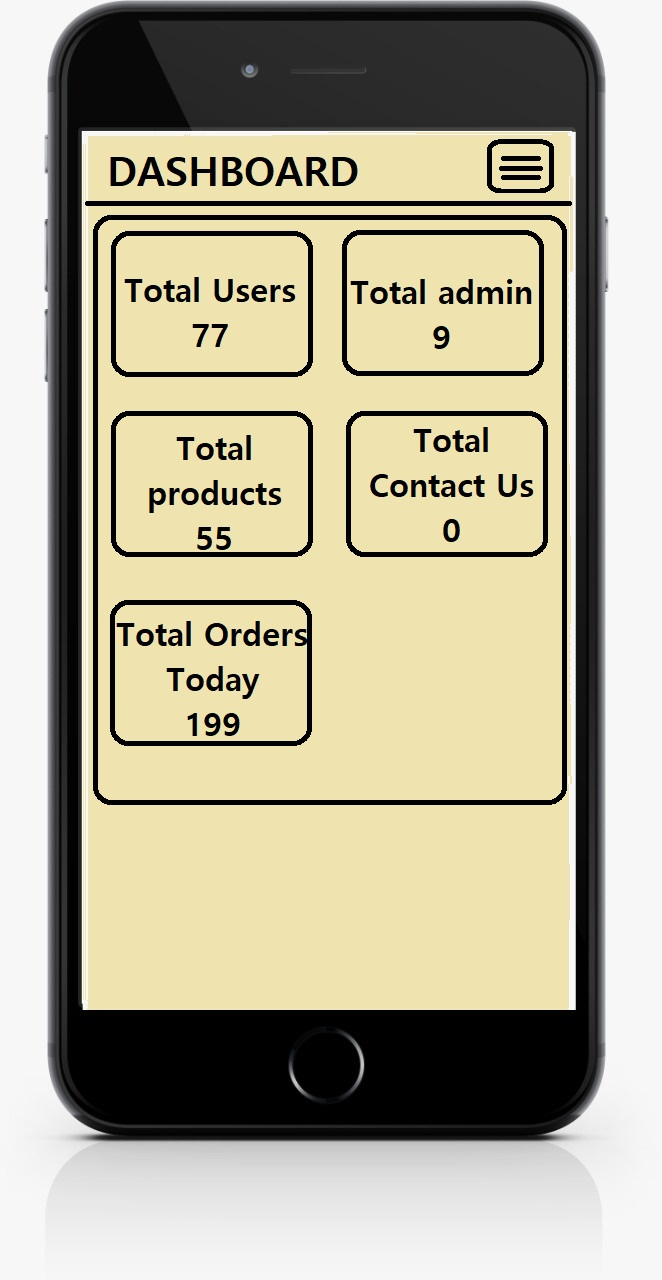 DASHBOARD
Total Users
77
Total admin
9
Total
products
55
Total
Contact Us
0
Total Orders
Today
199